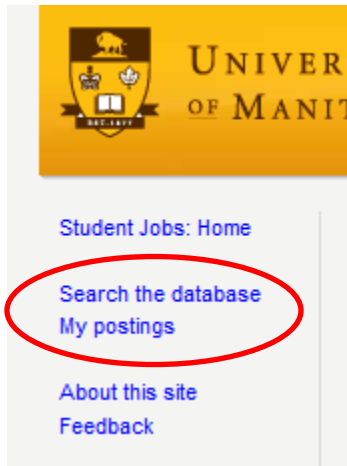 UNIVER
OF MANIT
EST. 1877
Student Jobs: Home
Search the database
My postings
About this site
Feedback